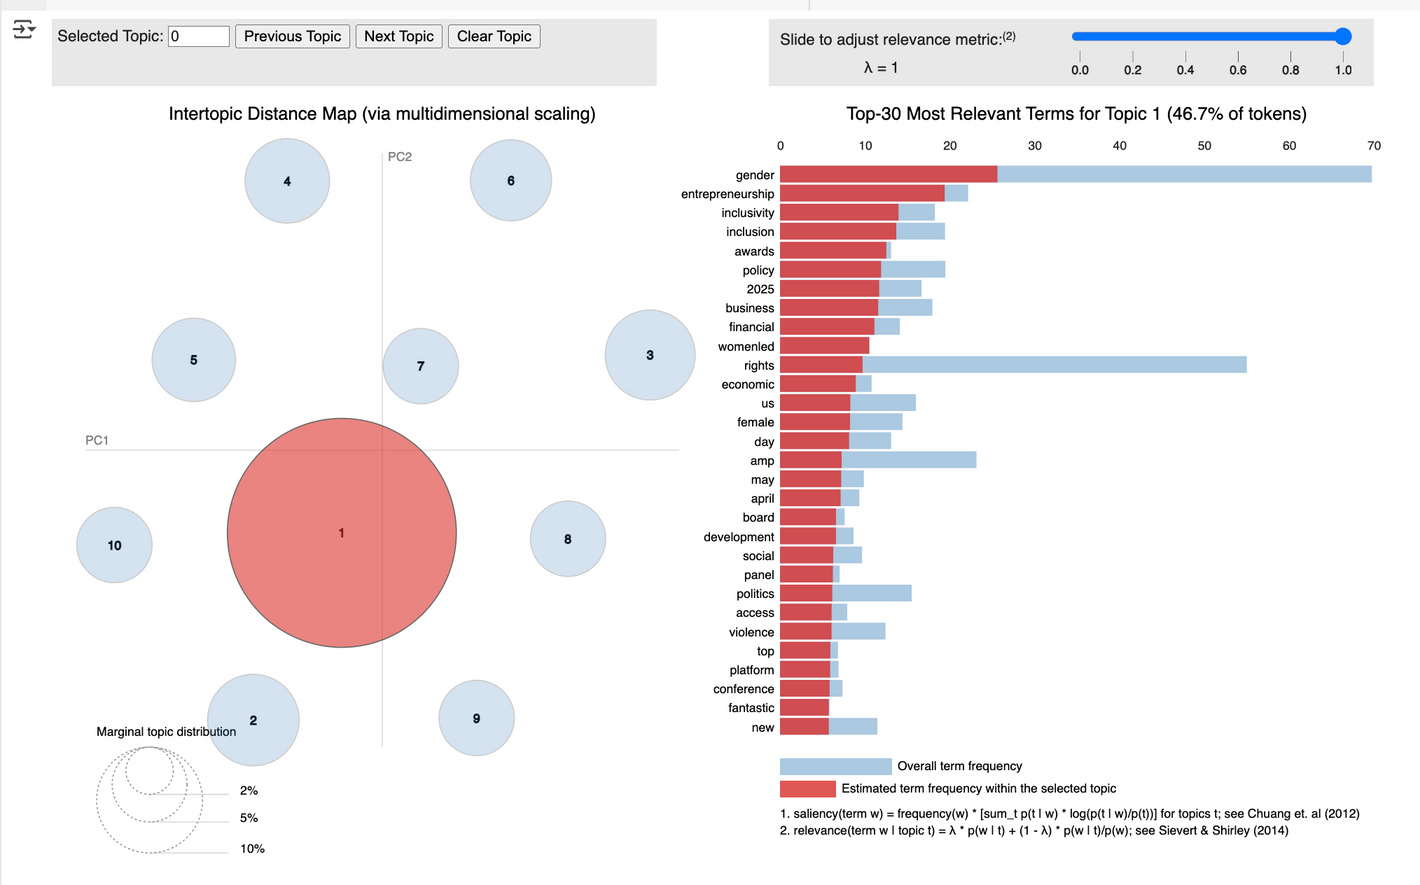 Selected Topic: 0 Previous Topic Next Topic Clear Topic
Slide to adjust relevance metric:(2)
λ = 1
0.0 0.2 0.4 0.6 0.8 1.0
Intertopic Distance Map (via multidimensional scaling)
PC2
PC1
4
6
5
7
3
1
10
8
2
9
Marginal topic distribution
2%
5%
10%
Top-30 Most Relevant Terms for Topic 1 (46.7% of tokens)
0 10 20 30 40 50 60 70
gender
entrepreneurship
inclusivity
inclusion
awards
policy
2025
business
financial
womenled
rights
economic
us
female
day
amp
may
april
board
development
social
panel
politics
access
violence
top
platform
conference
fantastic
new
Overall term frequency
Estimated term frequency within the selected topic
1. saliency(term w) = frequency(w) * [sum_t p(t | w) * log(p(t | w)/p(t))] for topics t; see Chuang et. al (2012)
2. relevance(term w | topic t) = λ * p(w | t) + (1 - λ) * p(w | t)/p(w); see Sievert & Shirley (2014)